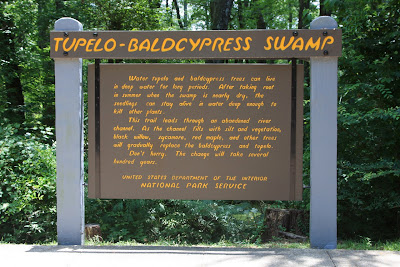 TUPELO-BALDCYPRESS SWAMP
Water tupelo and baldcypress trees can live
in deep water for long periods. After taking root
in summer when the swamp is nearly dry, the
seedlings can stay alive in water deep enough to
kill other plants.
This trail leads through an abandoned river
channel. As the channel fills with silt and vegetation,
black willow, sycamore, red maple, and other trees
will gradually replace the baldcypress and tupelo.
Don't hurry. The change will take several
hundred years.
UNITED STATES DEPARTMENT OF THE INTERIOR
NATIONAL PARK SERVICE